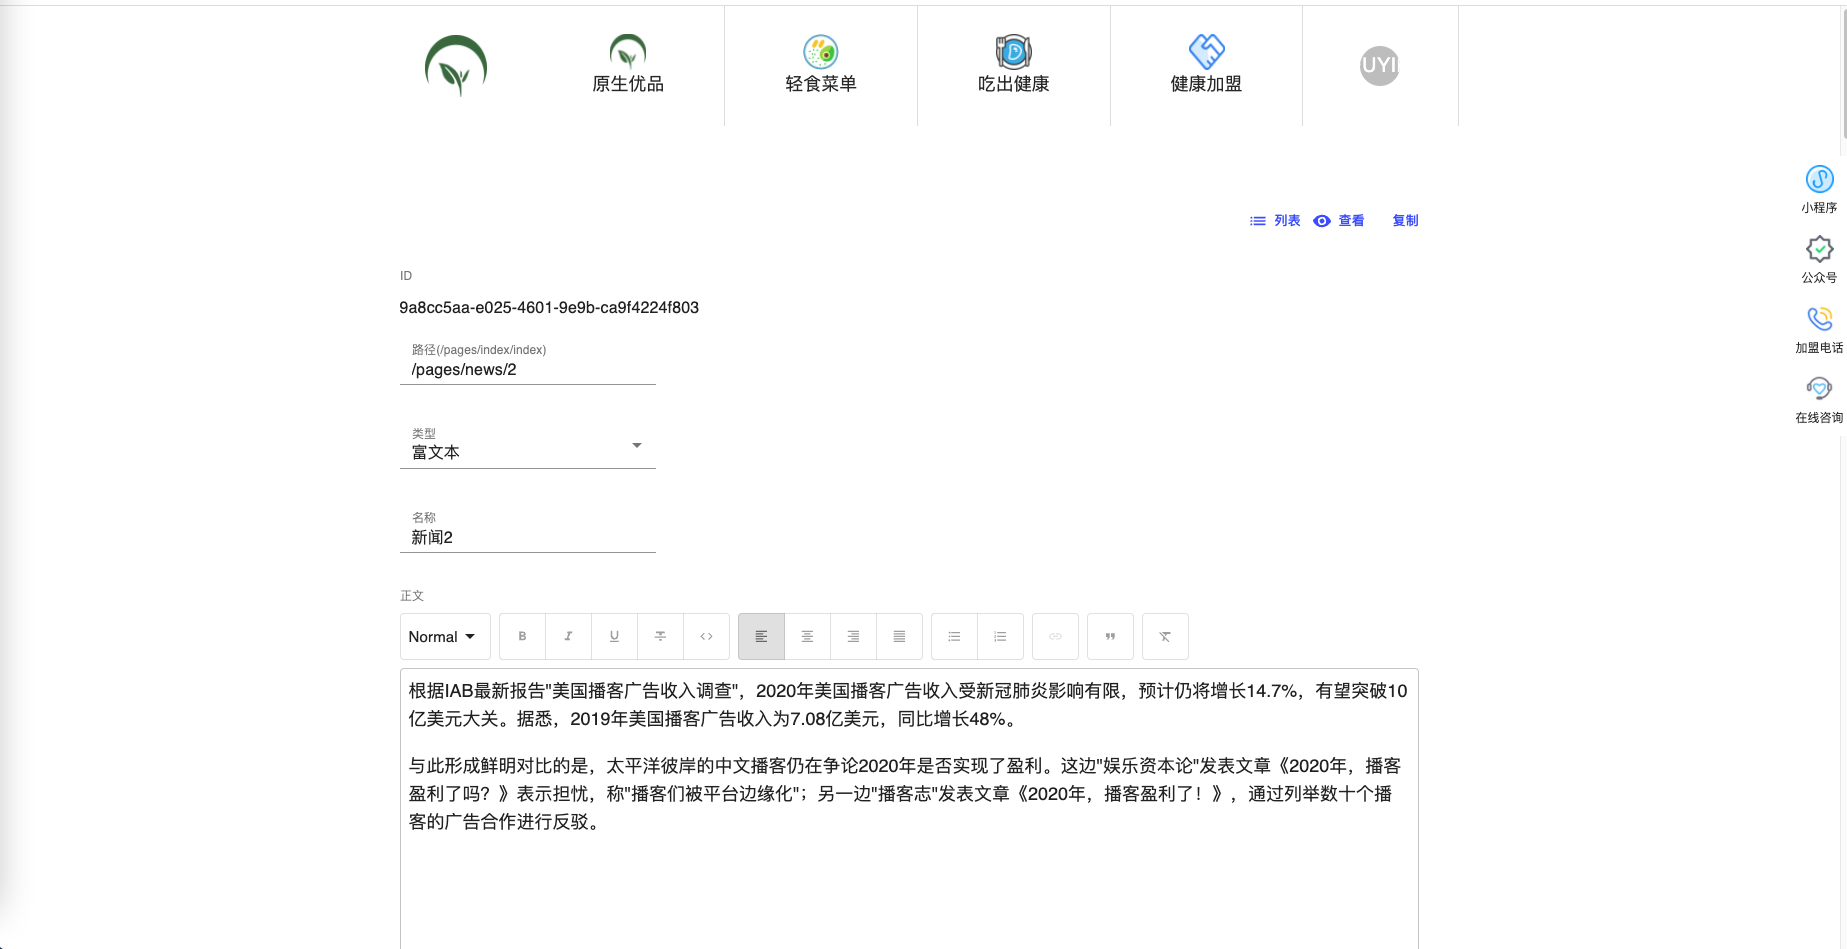 原生优品
轻食菜单
吃出健康
健康加盟
UYI
列表
查看
复制
小程序
公众号
加盟电话
在线咨询
ID
9a8cc5aa-e025-4601-9e9b-ca9f4224f803
路径(/pages/index/index)
/pages/news/2
类型
富文本
名称
新闻2
正文
Normal
根据IAB最新报告"美国播客广告收入调查"，2020年美国播客广告收入受新冠肺炎影响有限，预计仍将增长14.7%，有望突破10
亿美元大关。据悉，2019年美国播客广告收入为7.08亿美元，同比增长48%。
与此形成鲜明对比的是，太平洋彼岸的中文播客仍在争论2020年是否实现了盈利。这边"娱乐资本论"发表文章《2020年，播客
盈利了吗？》表示担忧，称"播客们被平台边缘化"；另一边"播客志"发表文章《2020年，播客盈利了！》，通过列举数十个播
客的广告合作进行反驳。